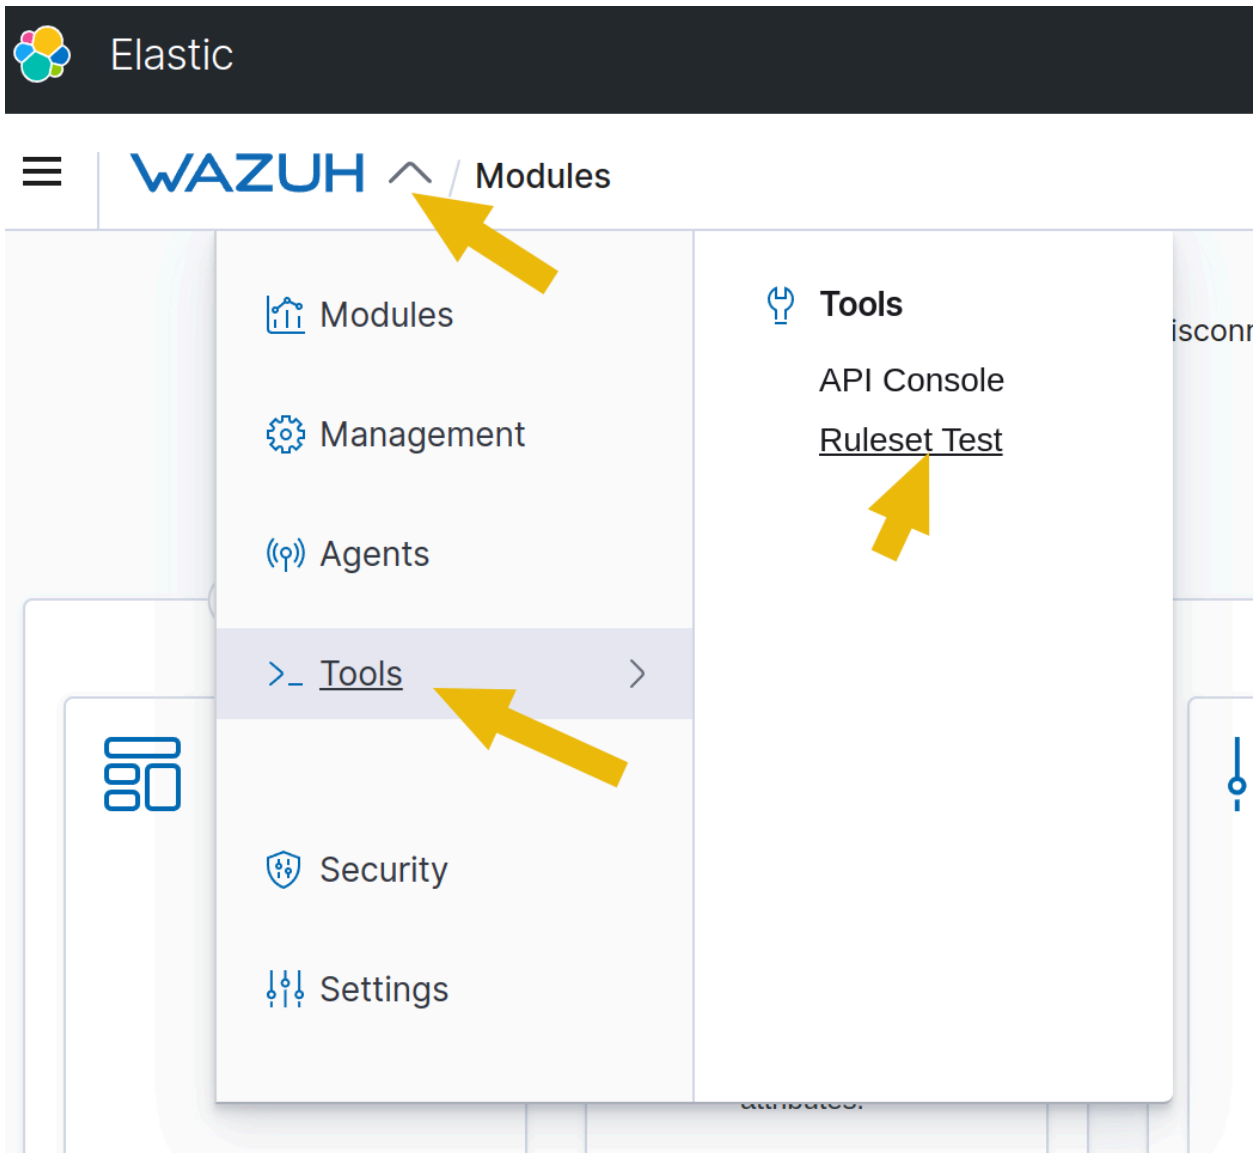 Elastic
WAZUH / Modules
Modules
Management
Agents
Tools
Security
Settings
Tools
API Console
Ruleset Test